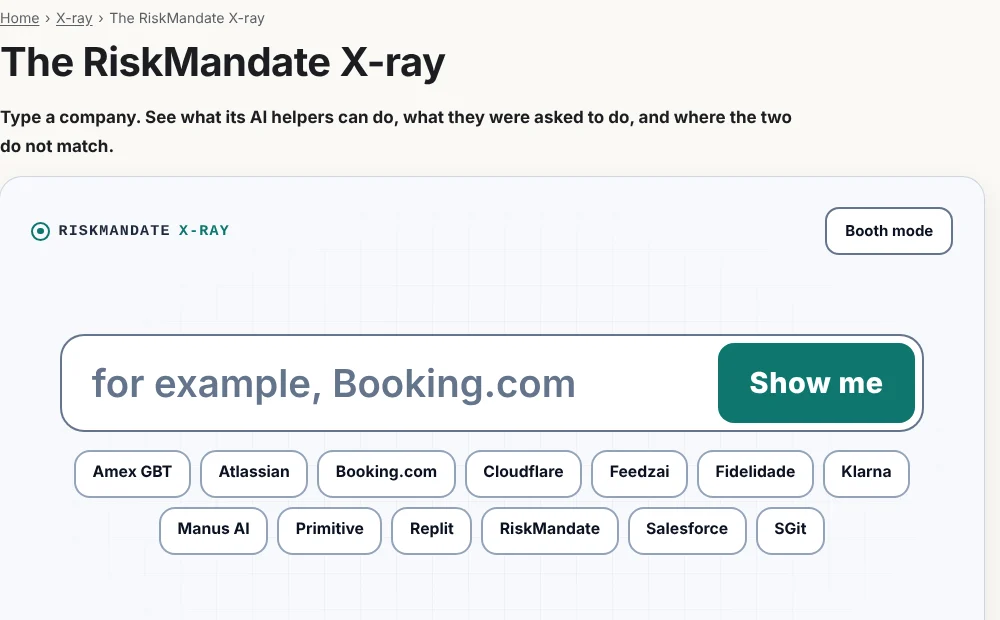 Home › X-ray › The RiskMandate X-ray
The RiskMandate X-ray
Type a company. See what its AI helpers can do, what they were asked to do, and where the two
do not match.
RISKMANDATE X-RAY
Booth mode
for example, Booking.com
Show me
Amex GBT Atlassian Booking.com Cloudflare Feedzai Fidelidade Klarna
Manus AI Primitive Replit RiskMandate Salesforce SGit